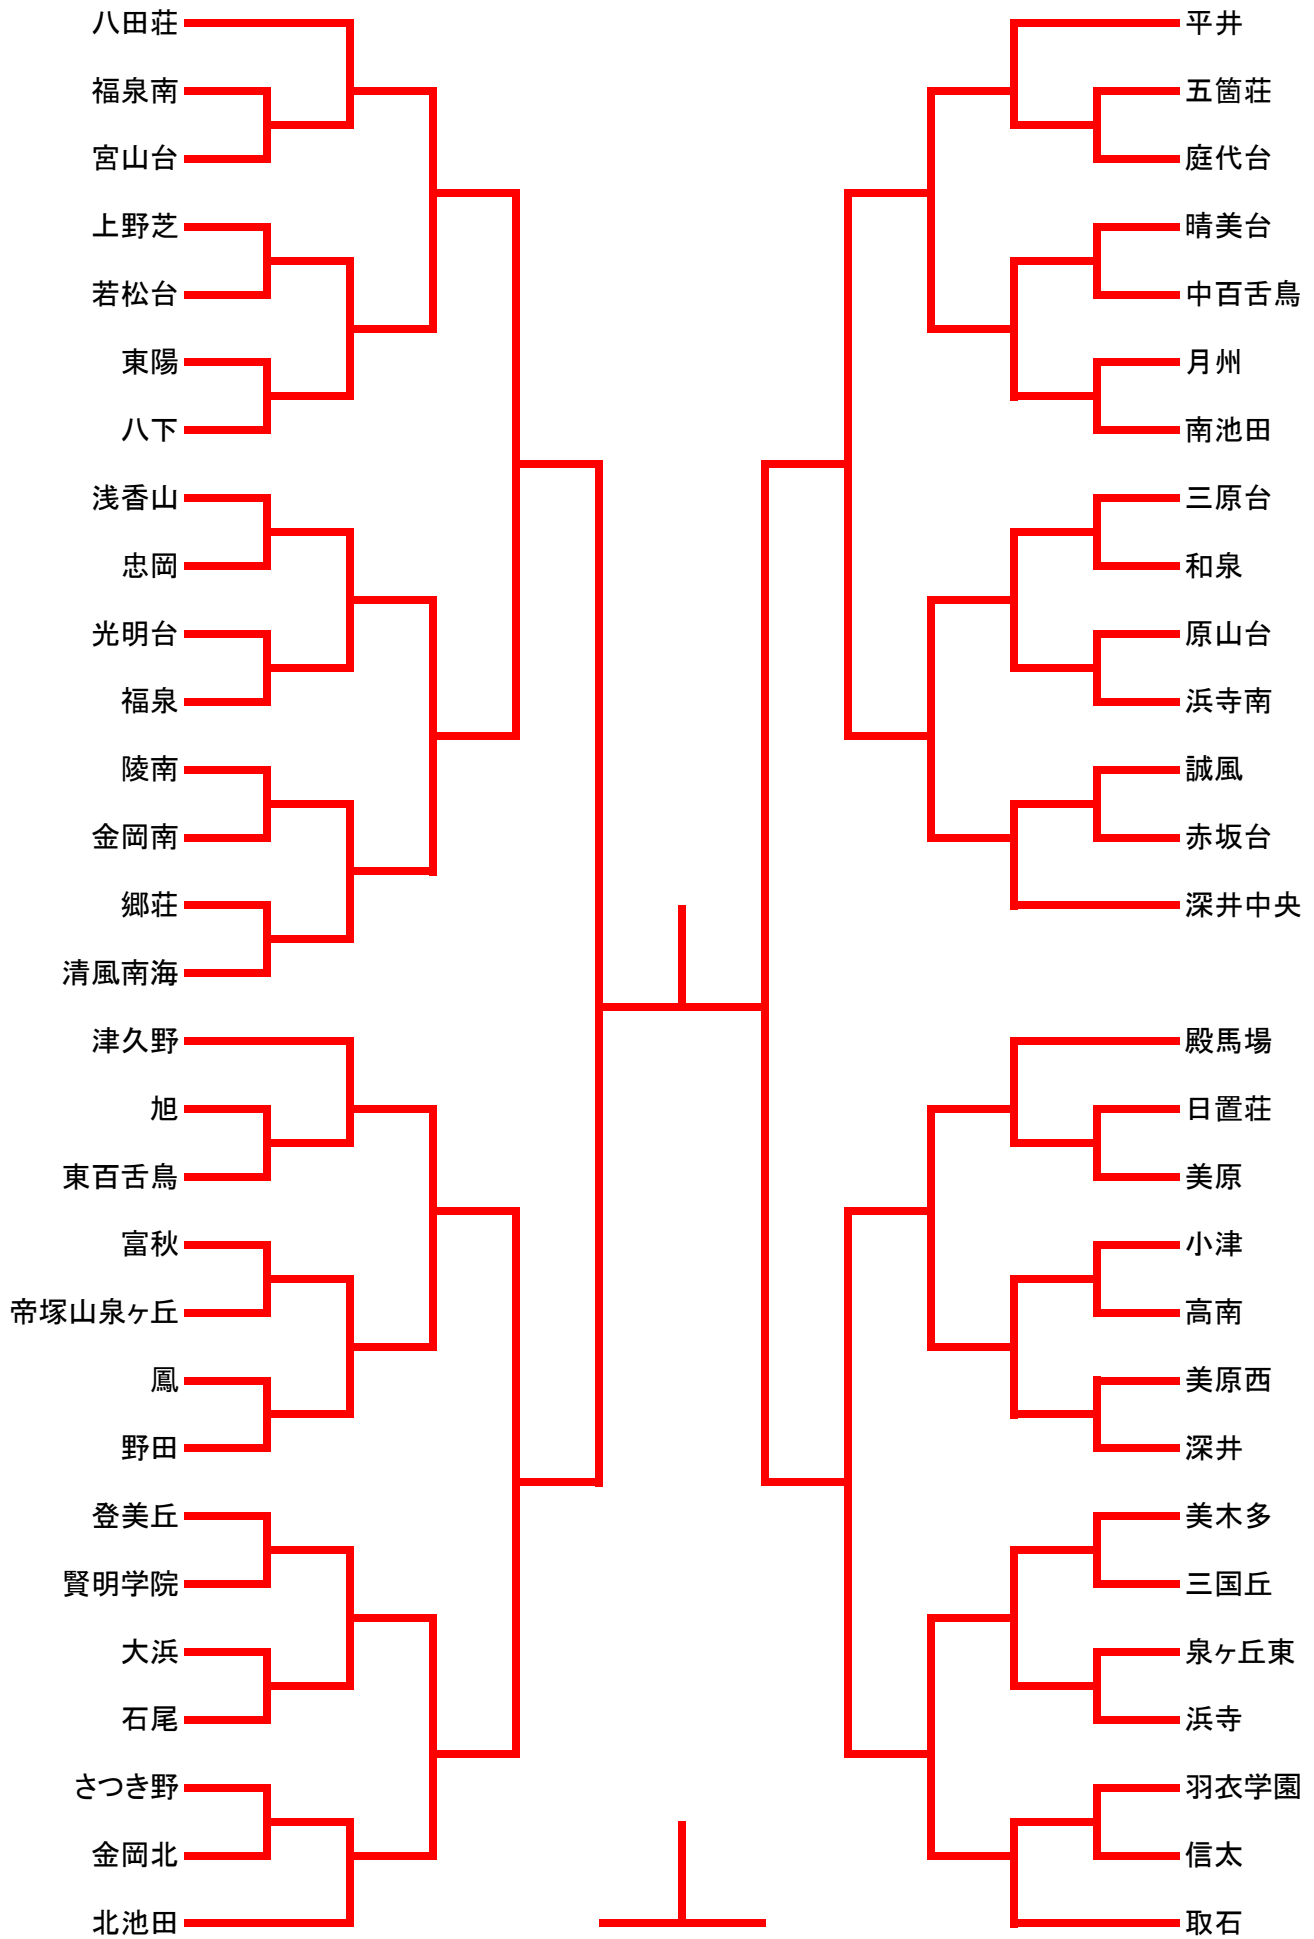 八田荘
福泉南
宮山台
上野芝
若松台
東陽
八下
浅香山
忠岡
光明台
福泉
陵南
金岡南
郷荘
清風南海
津久野
旭
東百舌鳥
富秋
帝塚山泉ヶ丘
鳳
野田
登美丘
賢明学院
大浜
石尾
さつき野
金岡北
北池田
平井
五箇荘
庭代台
晴美台
中百舌鳥
月州
南池田
三原台
和泉
原山台
浜寺南
誠風
赤坂台
深井中央
殿馬場
日置荘
美原
小津
高南
美原西
深井
美木多
三国丘
泉ヶ丘東
浜寺
羽衣学園
信太
取石